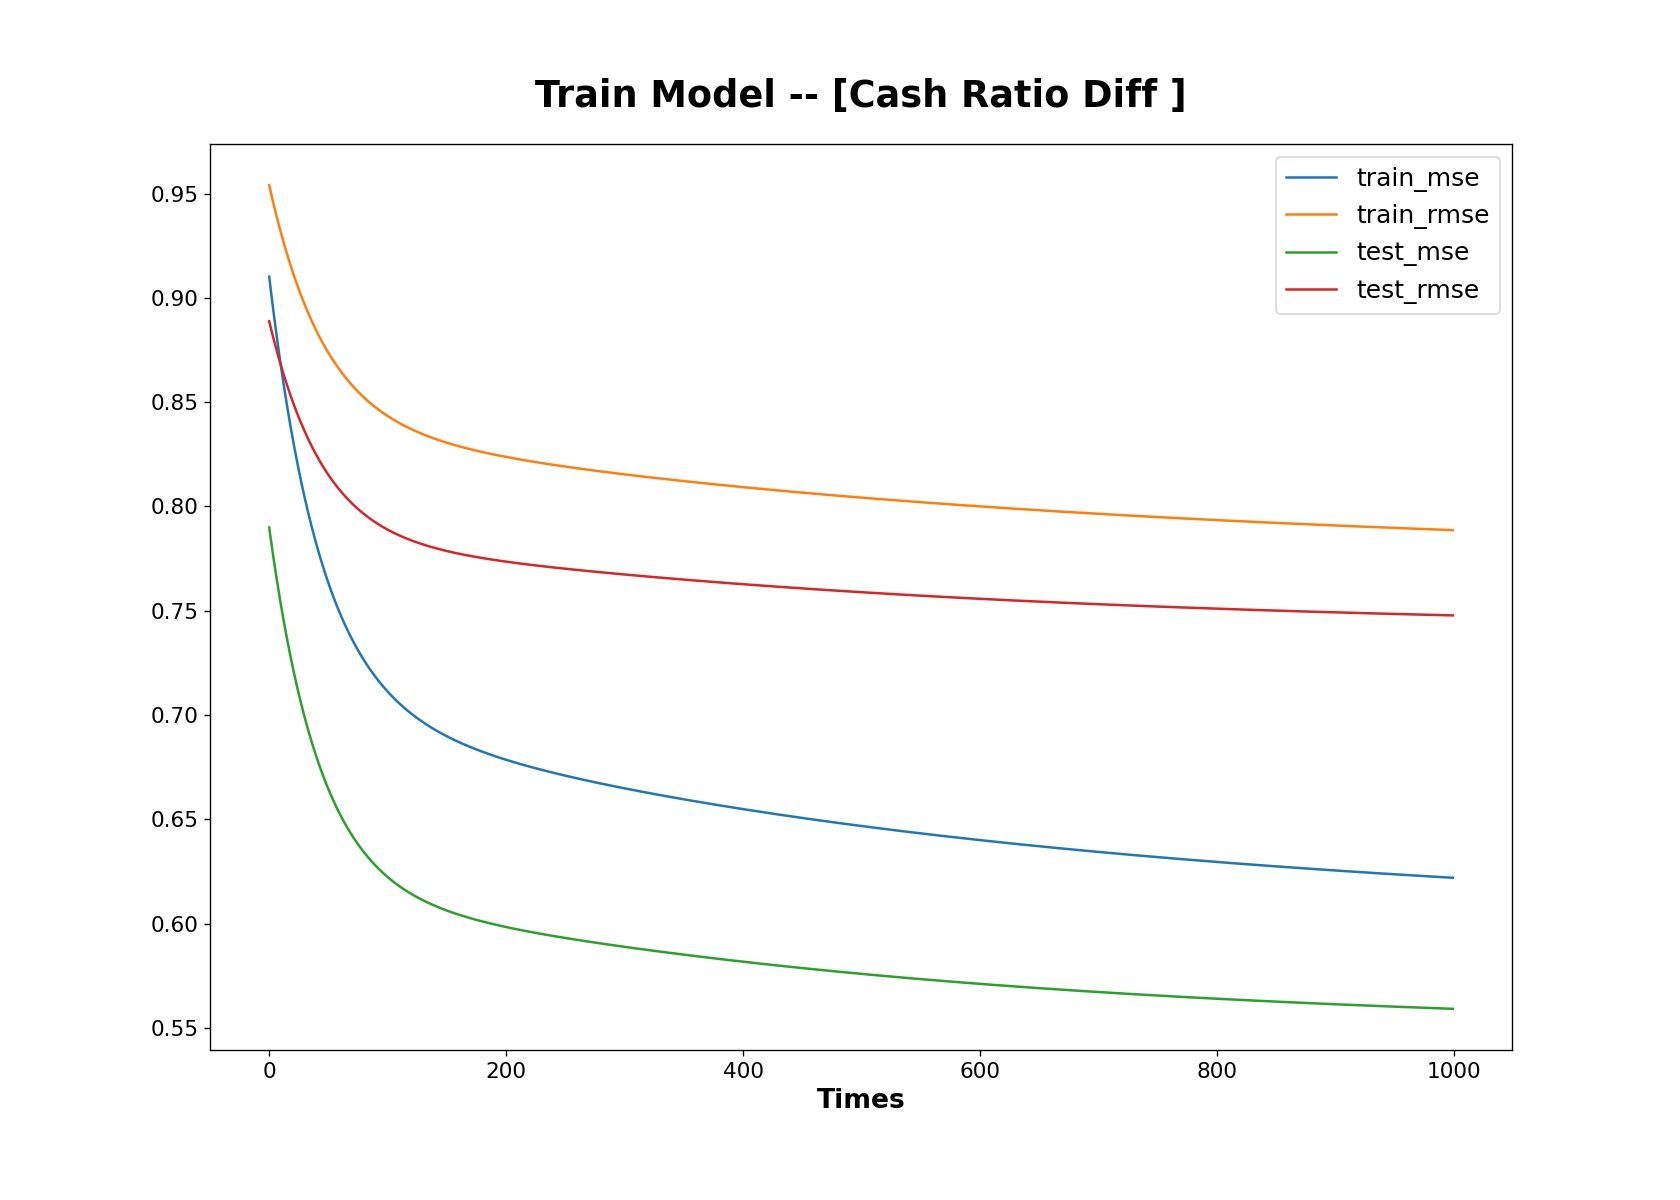 Train Model -- [Cash Ratio Diff ]
train_mse
train_rmse
test_mse
test_rmse
0.95
0.90
0.85
0.80
0.75
0.70
0.65
0.60
0.55
0 200 400 600 800 1000
Times